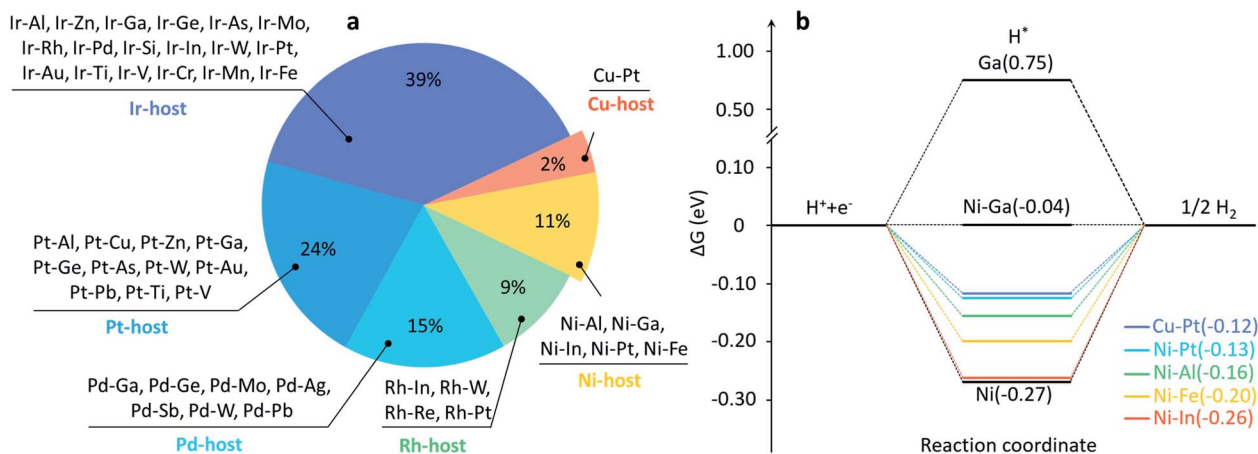 a
Ir-Al, Ir-Zn, Ir-Ga, Ir-Ge, Ir-As, Ir-Mo,
Ir-Rh, Ir-Pd, Ir-Si, Ir-In, Ir-W, Ir-Pt,
Ir-Au, Ir-Ti, Ir-V, Ir-Cr, Ir-Mn, Ir-Fe
Ir-host
39%
Cu-Pt
Cu-host
2%
11%
Ni-Al, Ni-Ga,
Ni-In, Ni-Pt, Ni-Fe
Ni-host
9%
Rh-In, Rh-W,
Rh-Re, Rh-Pt
Rh-host
15%
Pd-Ga, Pd-Ge, Pd-Mo, Pd-Ag,
Pd-Sb, Pd-W, Pd-Pb
Pd-host
24%
Pt-Al, Pt-Cu, Pt-Zn, Pt-Ga,
Pt-Ge, Pt-As, Pt-W, Pt-Au,
Pt-Pb, Pt-Ti, Pt-V
Pt-host
b
ΔG (eV)
1.00
0.50
0.10
0
-0.10
-0.20
-0.30
H⁺+e⁻
H*
Ga(0.75)
Ni-Ga(-0.04)
1/2 H₂
Ni(-0.27)
Cu-Pt(-0.12)
Ni-Pt(-0.13)
Ni-Al(-0.16)
Ni-Fe(-0.20)
Ni-In(-0.26)
Reaction coordinate